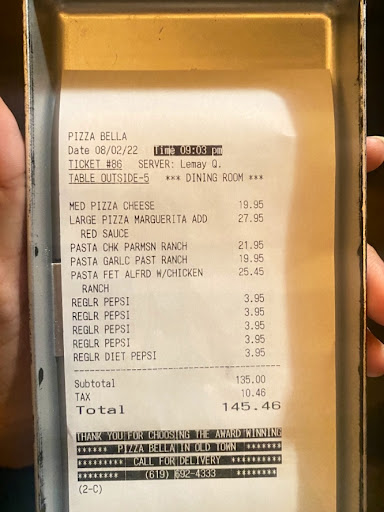 PIZZA BELLA
Date 08/02/22 Time 09:03 pm
TICKET #86 SERVER: Lemay Q.
TABLE OUTSIDE-5 *** DINING ROOM ***
MED PIZZA CHEESE 19.95
LARGE PIZZA MARGUERITA ADD 27.95
RED SAUCE
PASTA CHK PARMSN RANCH 21.95
PASTA GARLC PAST RANCH 19.95
PASTA FET ALFRD W/CHICKEN 25.45
RANCH
REGLR PEPSI 3.95
REGLR PEPSI 3.95
REGLR PEPSI 3.95
REGLR PEPSI 3.95
REGLR DIET PEPSI 3.95
Subtotal 135.00
TAX 10.46
Total 145.46
THANK YOU FOR CHOOSING THE AWARD WINNING
****** PIZZA BELLA IN OLD TOWN *******
********* CALL FOR DELIVERY *********
********* (619) 692-4333 ********
(2-C)